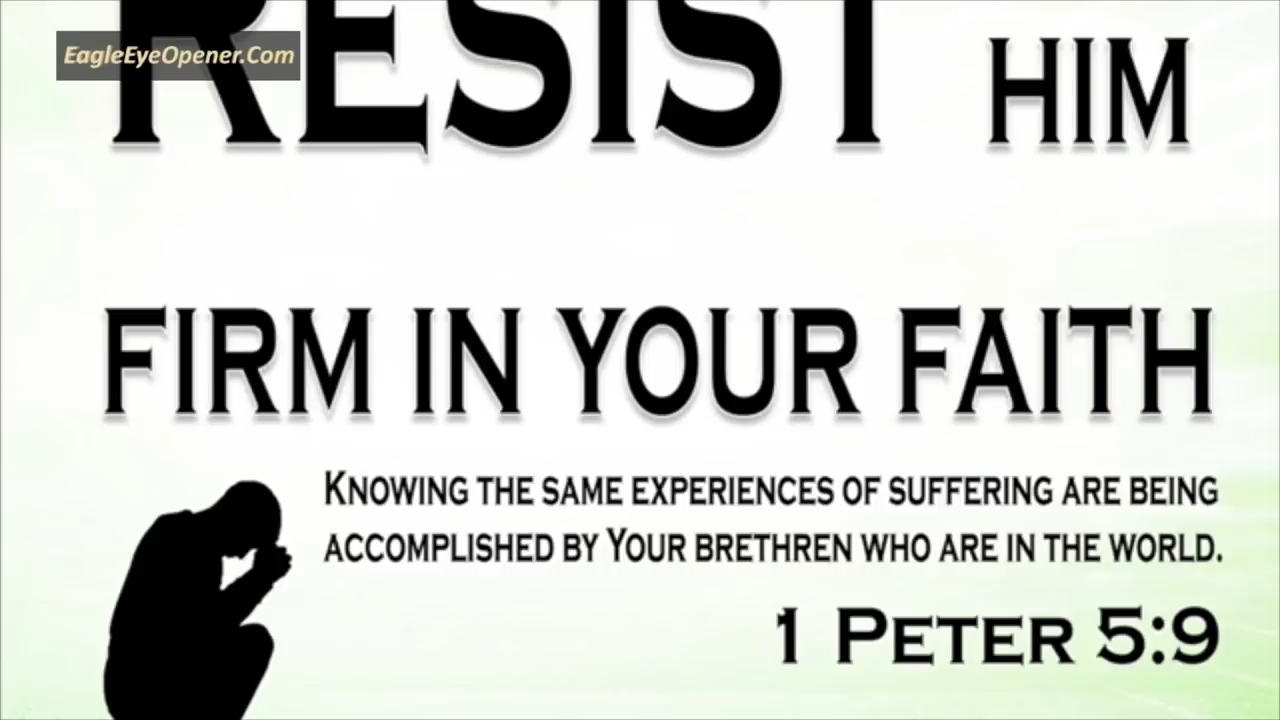 EagleEyeOpener.Com
RESIST HIM
FIRM IN YOUR FAITH
KNOWING THE SAME EXPERIENCES OF SUFFERING ARE BEING
ACCOMPLISHED BY YOUR BRETHREN WHO ARE IN THE WORLD.
1 PETER 5:9